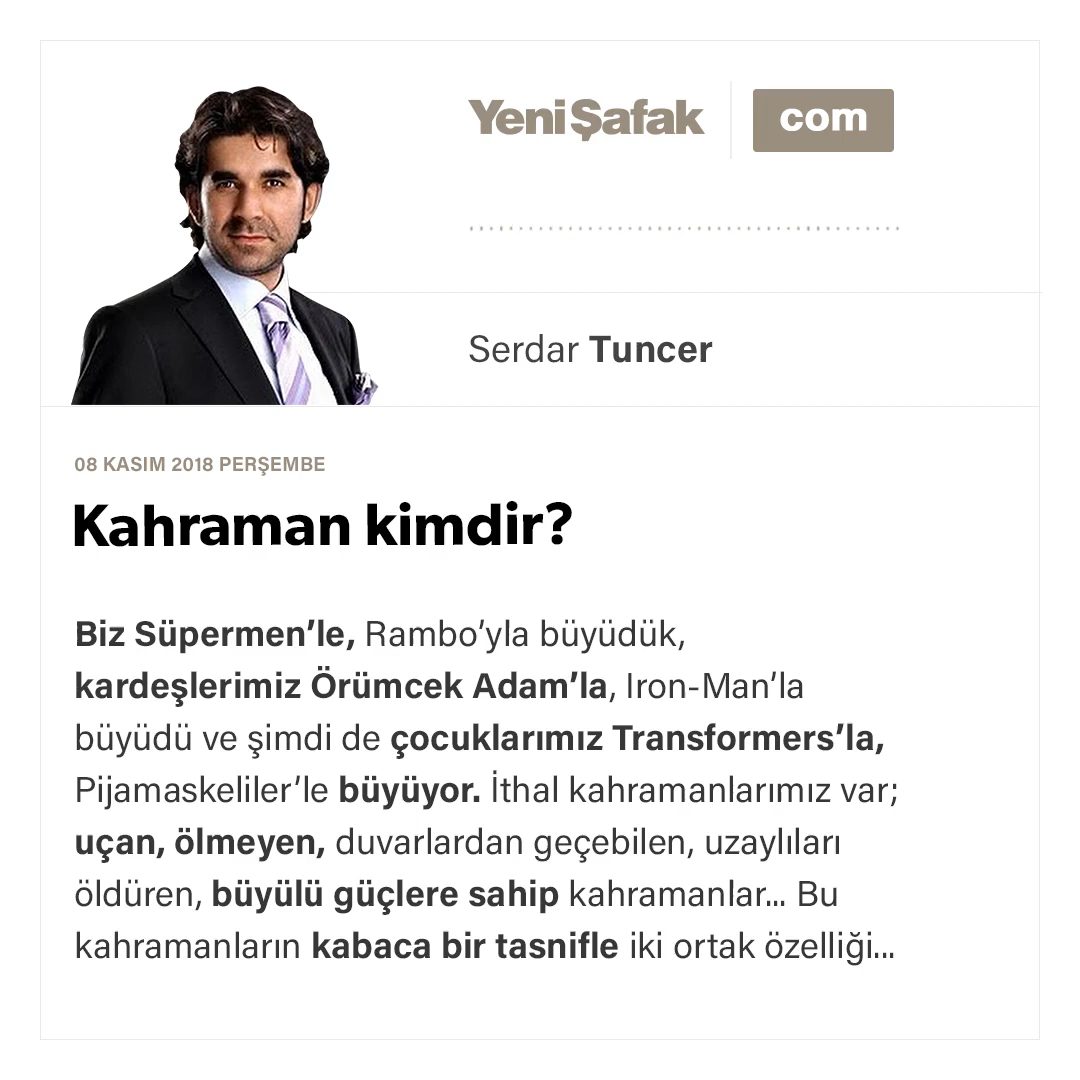 YeniŞafak com
Serdar Tuncer
08 KASIM 2018 PERŞEMBE
Kahraman kimdir?
Biz Süpermen’le, Rambo’yla büyüdük,
kardeşlerimiz Örümcek Adam’la, Iron-Man’la
büyüdü ve şimdi de çocuklarımız Transformers’la,
Pijamaskeliler’le büyüyor. İthal kahramanlarımız var;
uçan, ölmeyen, duvarlardan geçebilen, uzaylıları
öldüren, büyülü güçlere sahip kahramanlar... Bu
kahramanların kabaca bir tasnifle iki ortak özelliği...